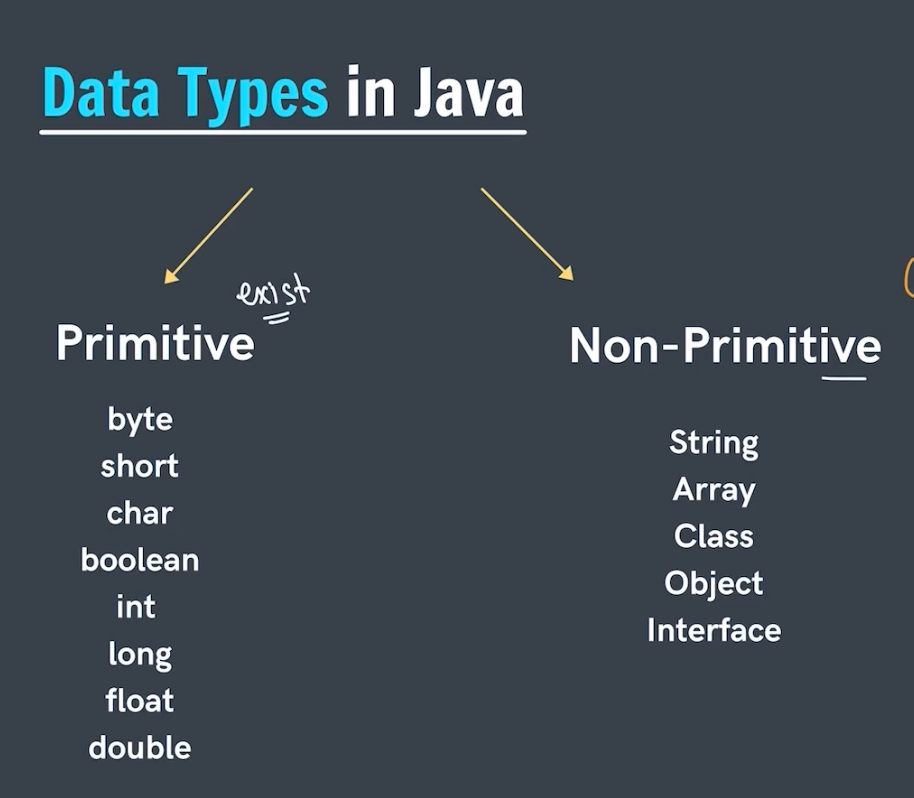 Data Types in Java
exist
Primitive
byte
short
char
boolean
int
long
float
double
Non-Primitive
String
Array
Class
Object
Interface